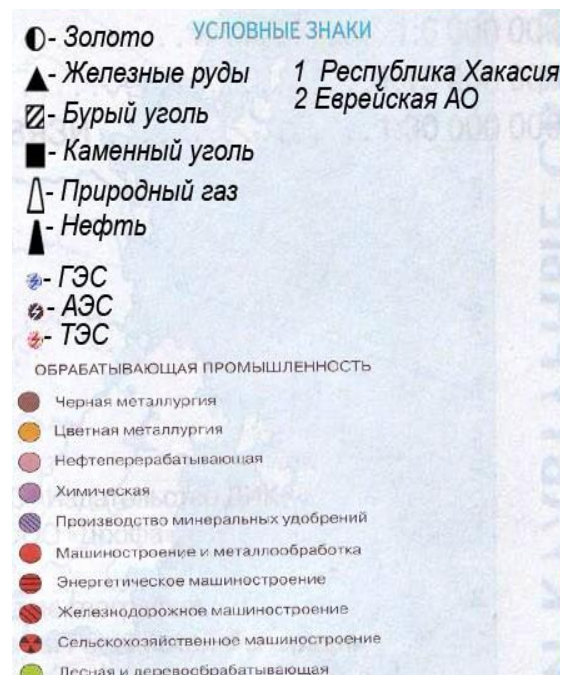 УСЛОВНЫЕ ЗНАКИ
- Золото
- Железные руды
- Бурый уголь
- Каменный уголь
- Природный газ
- Нефть
1 Республика Хакасия
2 Еврейская АО
- ГЭС
- АЭС
- ТЭС
ОБРАБАТЫВАЮЩАЯ ПРОМЫШЛЕННОСТЬ
Черная металлургия
Цветная металлургия
Нефтеперерабатывающая
Химическая
Производство минеральных удобрений
Машиностроение и металлообработка
Энергетическое машиностроение
Железнодорожное машиностроение
Сельскохозяйственное машиностроение
Лесная и деревообрабатывающая